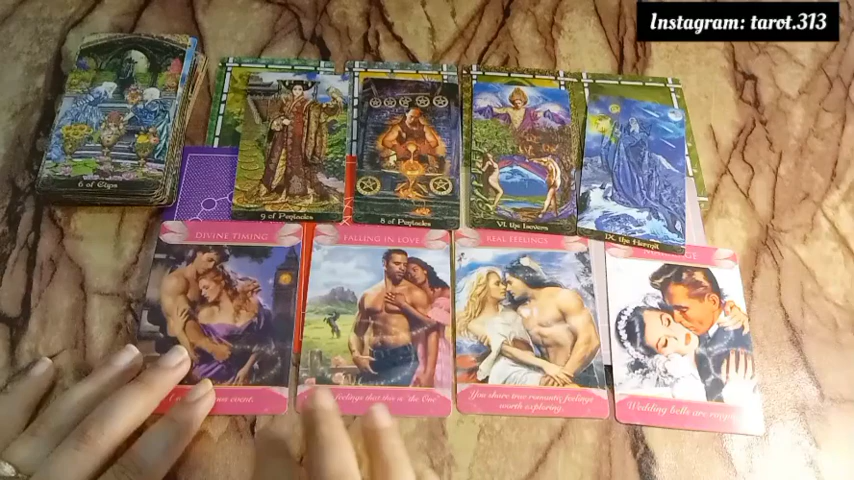 Instagram: tarot.313
6 of Cups
9 of Pentacles
8 of Pentacles
VI. the Lovers
IX. the Hermit
DIVINE TIMING
FALLING IN LOVE
REAL FEELINGS
feelings that this is "the One"
You share true romantic feelings
worth exploring.
Wedding bells are